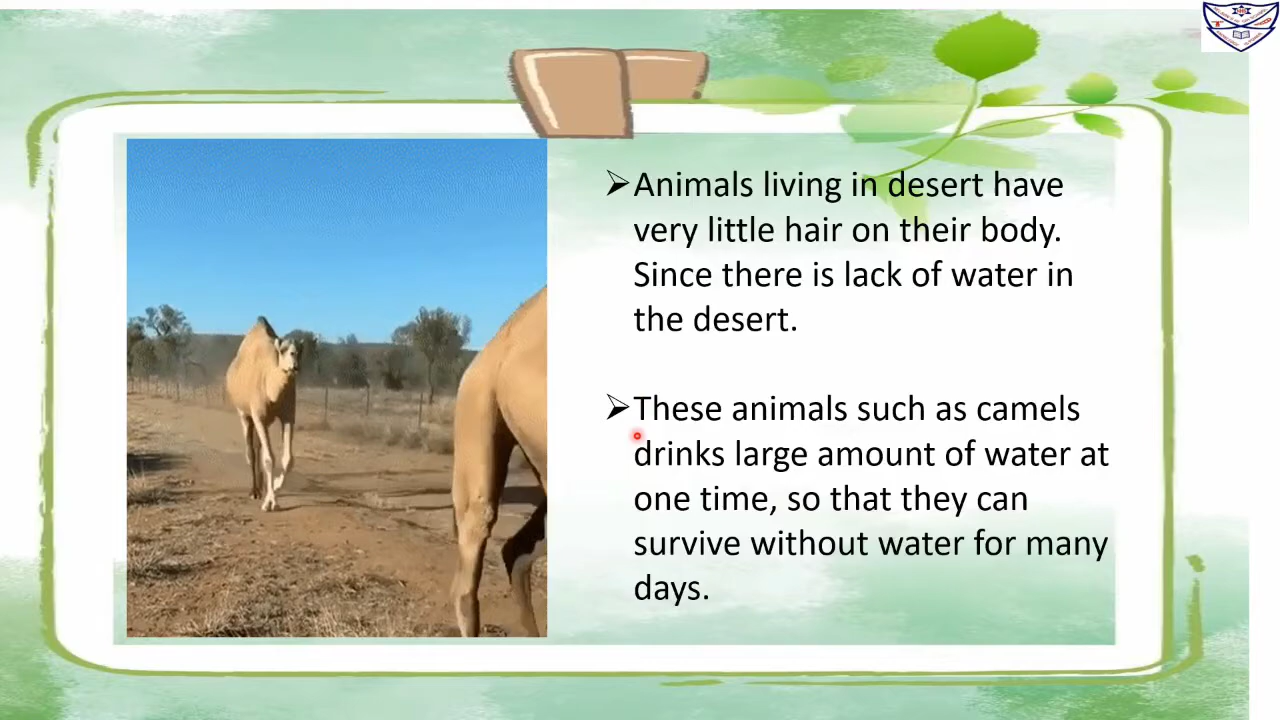 ➢Animals living in desert have
very little hair on their body.
Since there is lack of water in
the desert.
➢These animals such as camels
drinks large amount of water at
one time, so that they can
survive without water for many
days.